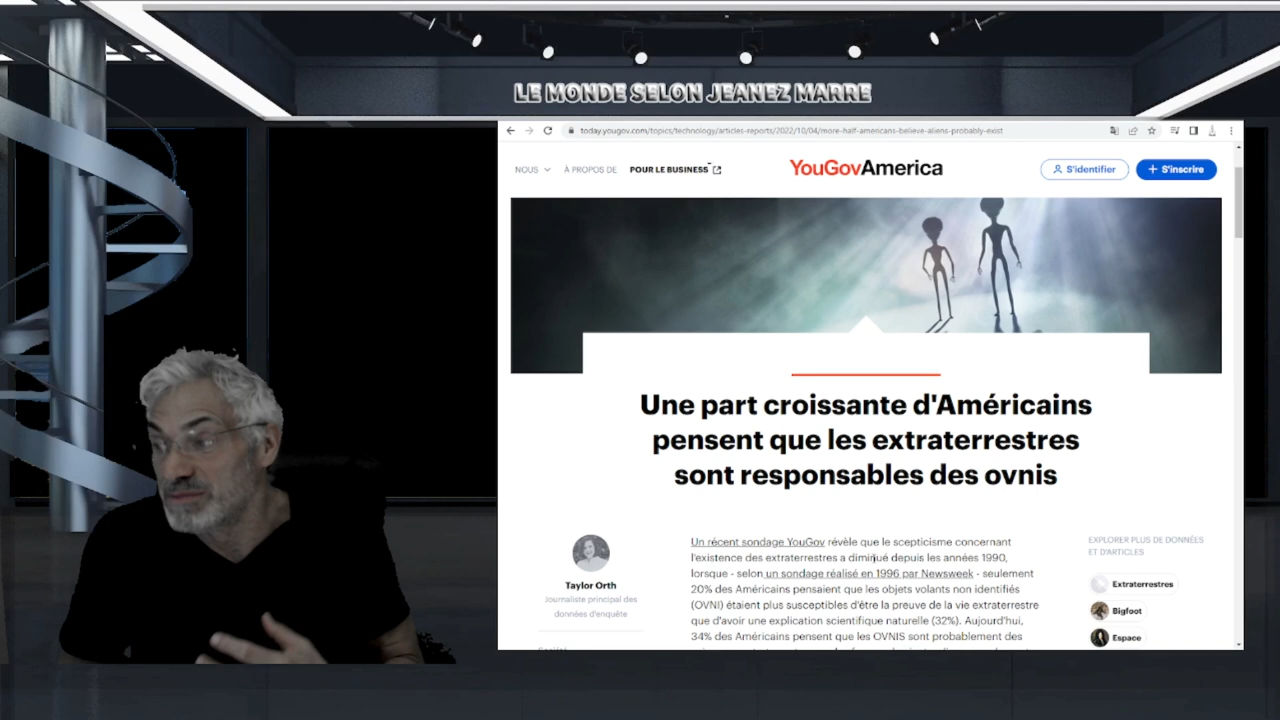 LE MONDE SELON JEANEZ MARRE
today.yougov.com/topics/technology/articles-reports/2022/10/04/more-half-americans-believe-aliens-probably-exist
NOUS À PROPOS DE POUR LE BUSINESS
YouGovAmerica
S'identifier
+ S'inscrire
Une part croissante d'Américains
pensent que les extraterrestres
sont responsables des ovnis
Taylor Orth
Journaliste principal des
données d'enquête
Un récent sondage YouGov révèle que le scepticisme concernant
l'existence des extraterrestres a diminué depuis les années 1990,
lorsque - selon un sondage réalisé en 1996 par Newsweek - seulement
20% des Américains pensaient que les objets volants non identifiés
(OVNI) étaient plus susceptibles d'être la preuve de la vie extraterrestre
que d'avoir une explication scientifique naturelle (32%). Aujourd'hui,
34% des Américains pensent que les OVNIS sont probablement des
EXPLORER PLUS DE DONNÉES
ET D'ARTICLES
Extraterrestres
Bigfoot
Espace